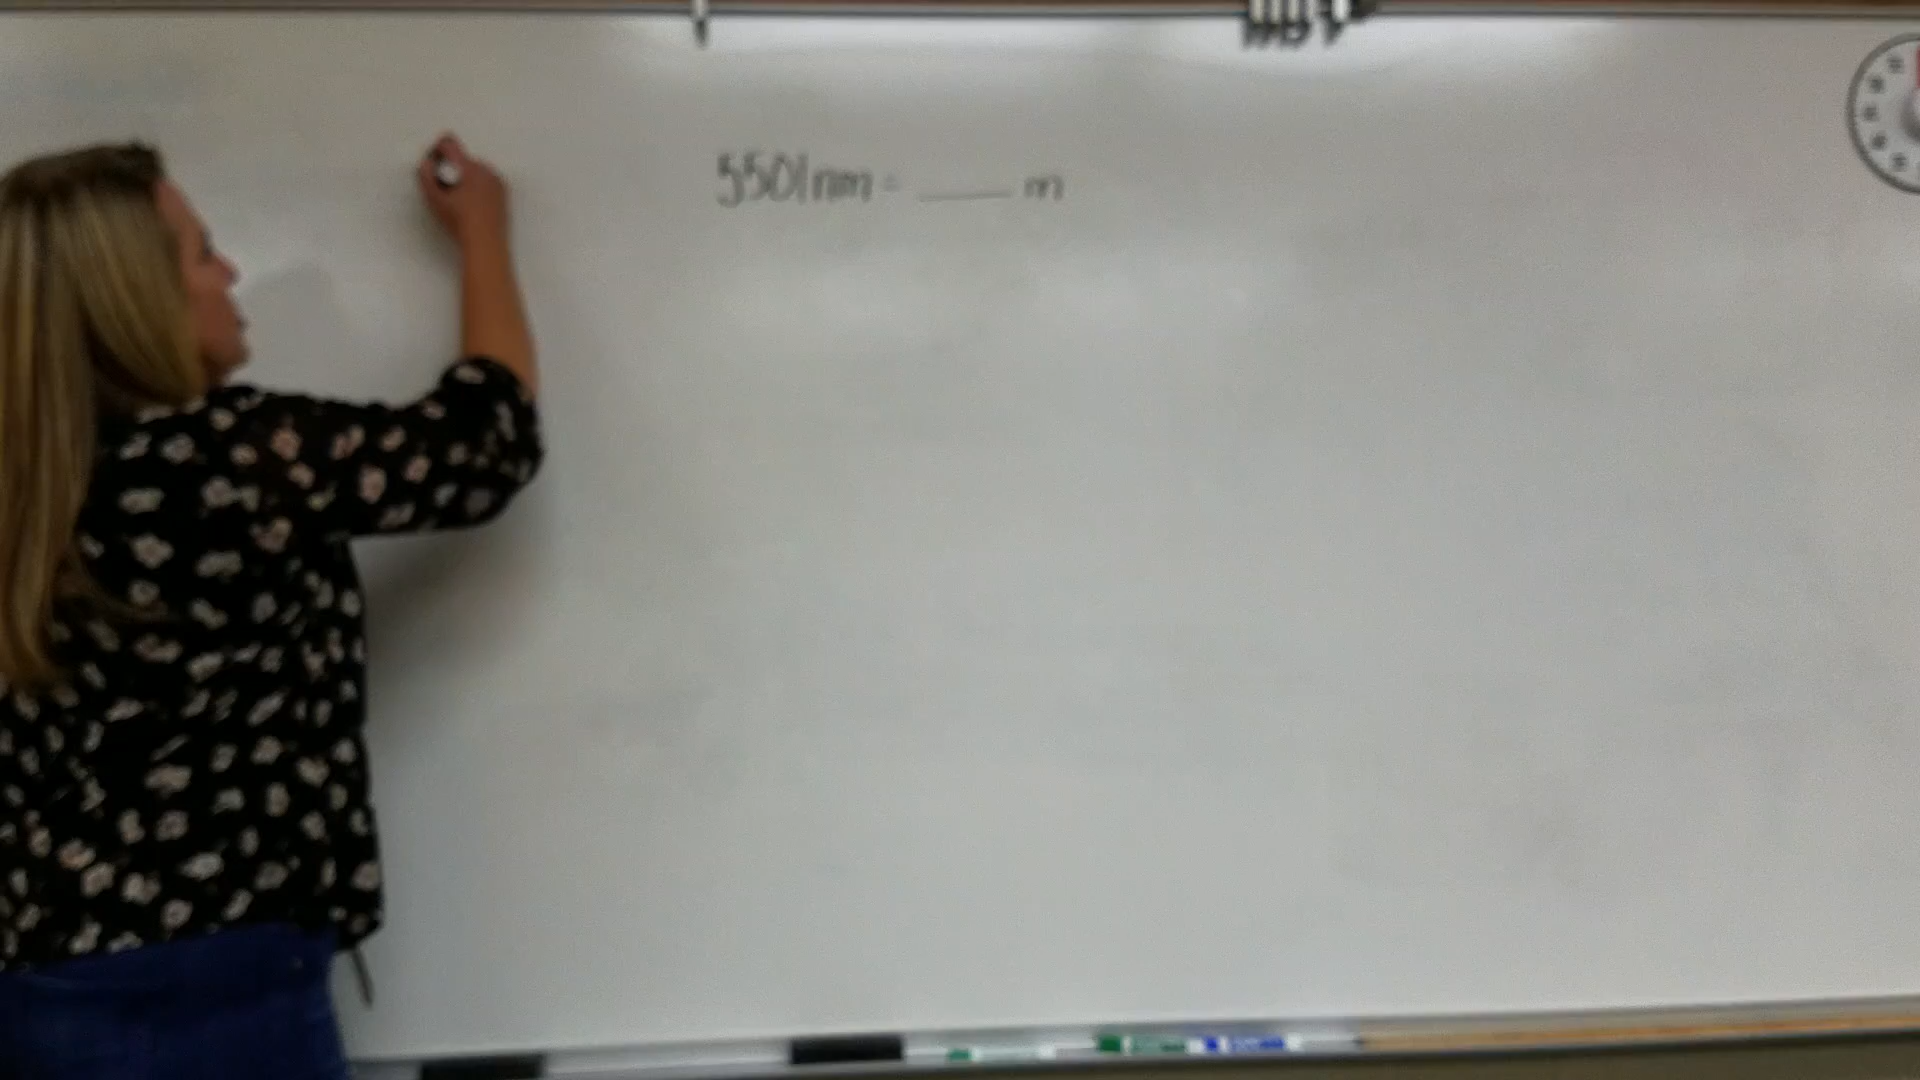 5501nm = ____ m